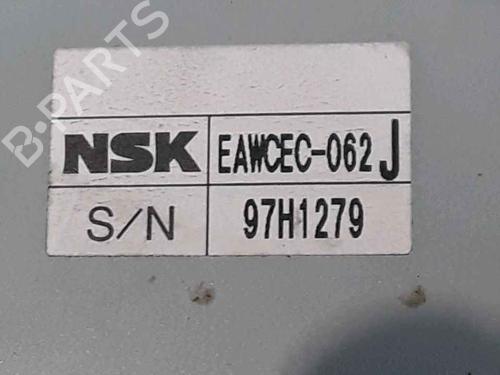 B-PARTS
NSK EAWCEC-062 J
S/N 97H1279